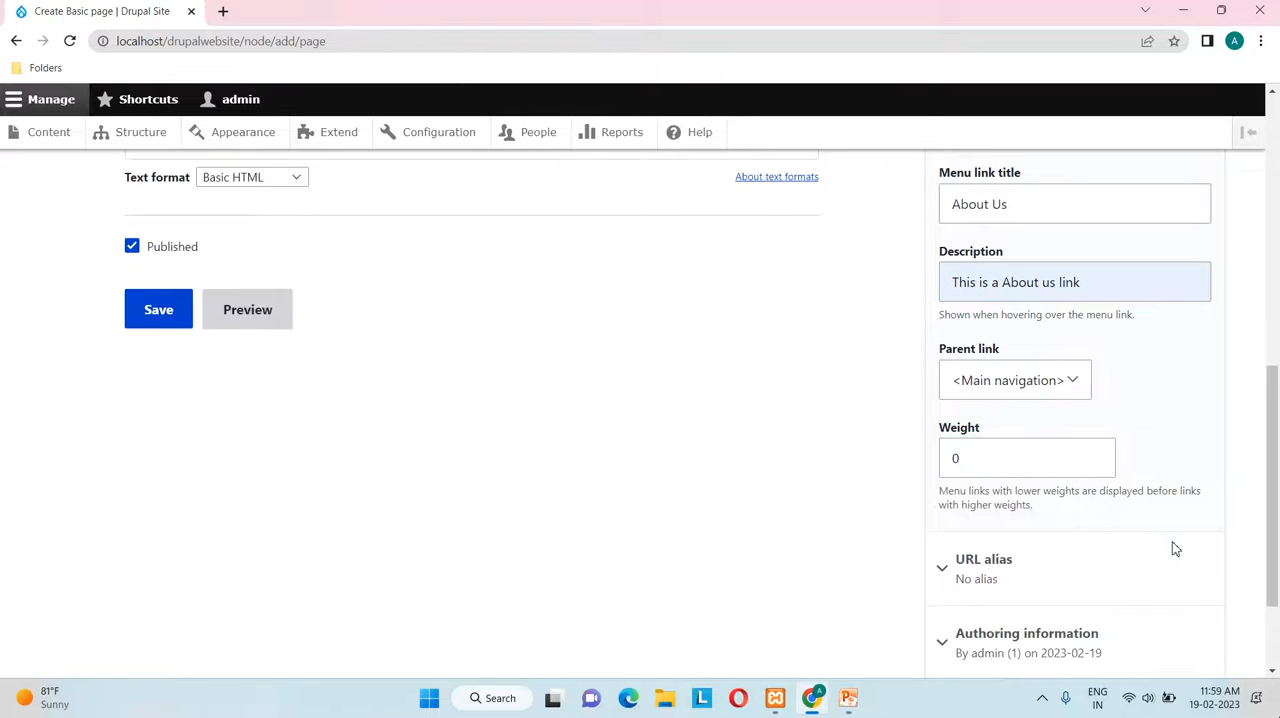 Create Basic page | Drupal Site
localhost/drupalwebsite/node/add/page
A
Folders
Manage
Shortcuts
admin
Content
Structure
Appearance
Extend
Configuration
People
Reports
Help
Text format
Basic HTML
About text formats
Published
Save
Preview
Menu link title
About Us
Description
This is a About us link
Shown when hovering over the menu link.
Parent link
<Main navigation>
Weight
0
Menu links with lower weights are displayed before links
with higher weights.
URL alias
No alias
Authoring information
By admin (1) on 2023-02-19
81°F
Sunny
Search
L
A
ENG
IN
11:59 AM
19-02-2023